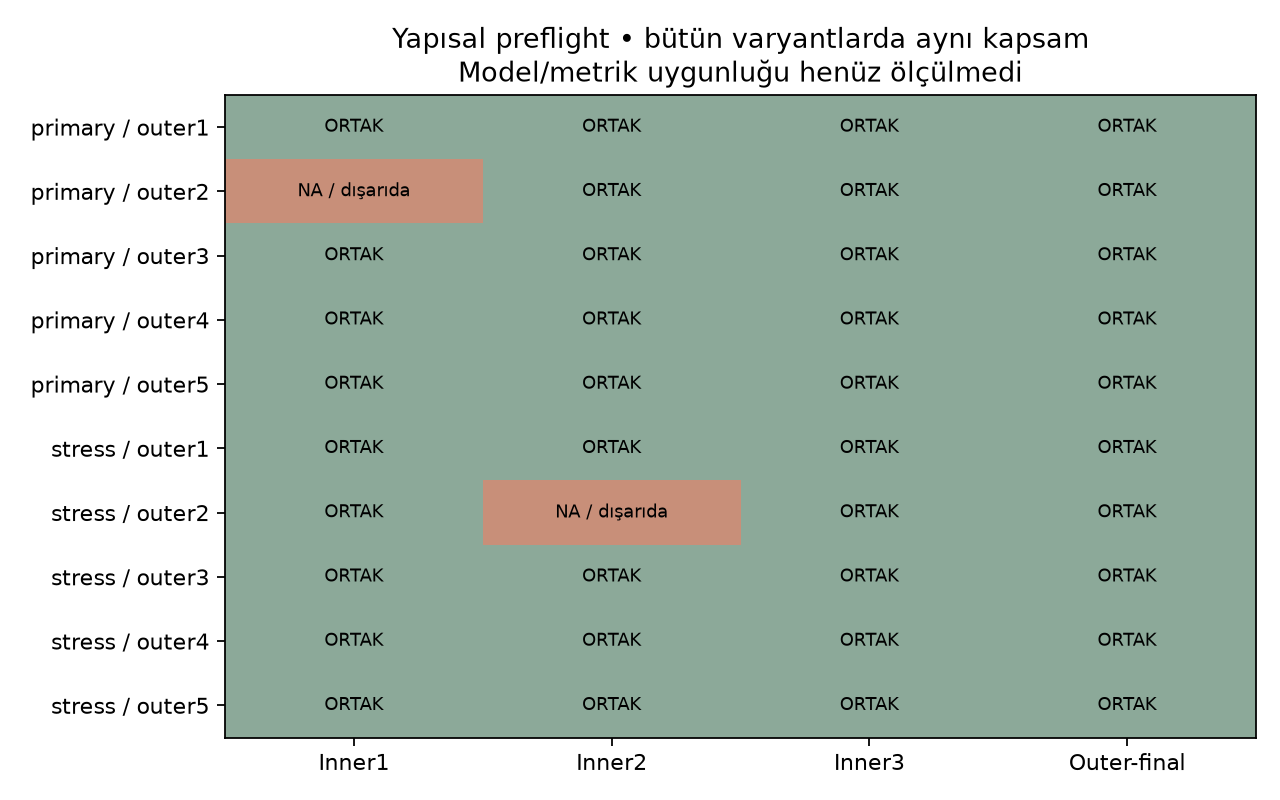 Yapısal preflight • bütün varyantlarda aynı kapsam
Model/metrik uygunluğu henüz ölçülmedi
primary / outer1 ORTAK ORTAK ORTAK ORTAK
primary / outer2 NA / dışarıda ORTAK ORTAK ORTAK
primary / outer3 ORTAK ORTAK ORTAK ORTAK
primary / outer4 ORTAK ORTAK ORTAK ORTAK
primary / outer5 ORTAK ORTAK ORTAK ORTAK
stress / outer1 ORTAK ORTAK ORTAK ORTAK
stress / outer2 ORTAK NA / dışarıda ORTAK ORTAK
stress / outer3 ORTAK ORTAK ORTAK ORTAK
stress / outer4 ORTAK ORTAK ORTAK ORTAK
stress / outer5 ORTAK ORTAK ORTAK ORTAK
Inner1 Inner2 Inner3 Outer-final